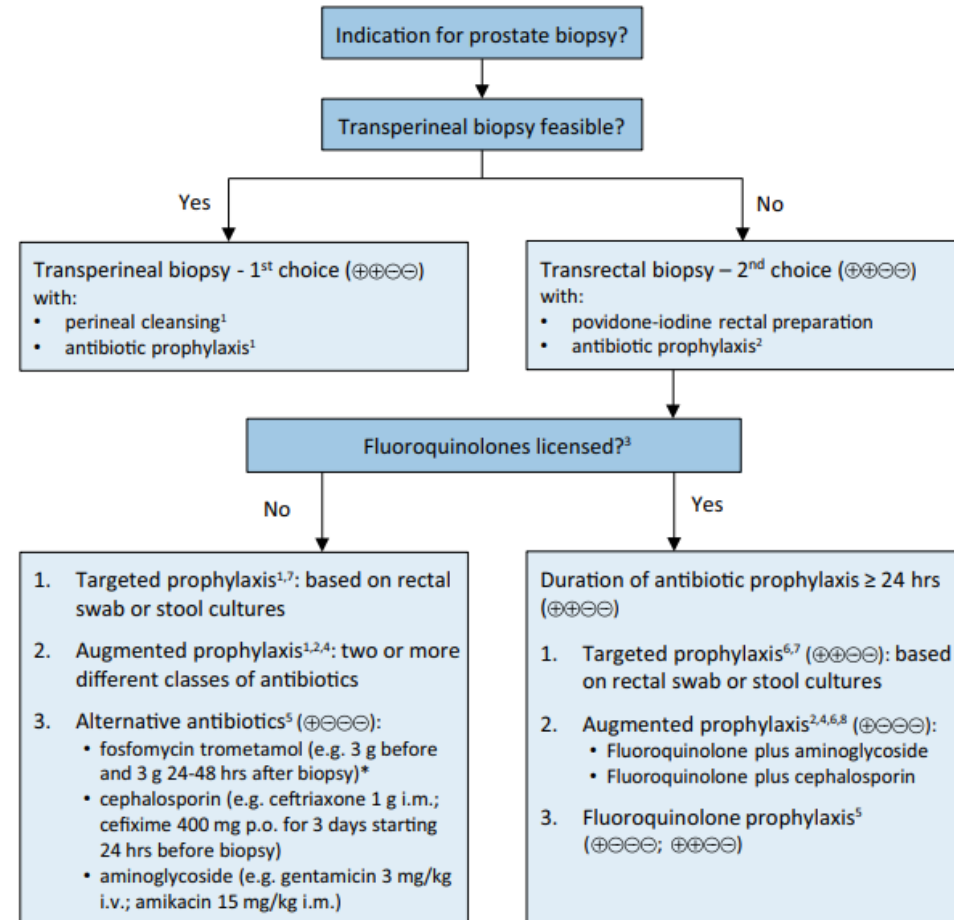 Indication for prostate biopsy?
Transperineal biopsy feasible?
Yes
No
Transperineal biopsy - 1st choice (⊕⊕⊖⊖)
with:
• perineal cleansing¹
• antibiotic prophylaxis¹
Transrectal biopsy – 2nd choice (⊕⊕⊖⊖)
with:
• povidone-iodine rectal preparation
• antibiotic prophylaxis²
Fluoroquinolones licensed?³
No
Yes
1. Targeted prophylaxis¹,⁷: based on rectal
swab or stool cultures
2. Augmented prophylaxis¹,²,⁴: two or more
different classes of antibiotics
3. Alternative antibiotics⁵ (⊕⊖⊖⊖):
• fosfomycin trometamol (e.g. 3 g before
and 3 g 24-48 hrs after biopsy)*
• cephalosporin (e.g. ceftriaxone 1 g i.m.;
cefixime 400 mg p.o. for 3 days starting
24 hrs before biopsy)
• aminoglycoside (e.g. gentamicin 3 mg/kg
i.v.; amikacin 15 mg/kg i.m.)
Duration of antibiotic prophylaxis ≥ 24 hrs
(⊕⊕⊖⊖)
1. Targeted prophylaxis⁶,⁷ (⊕⊕⊖⊖): based
on rectal swab or stool cultures
2. Augmented prophylaxis²,⁴,⁶,⁸ (⊕⊖⊖⊖):
• Fluoroquinolone plus aminoglycoside
• Fluoroquinolone plus cephalosporin
3. Fluoroquinolone prophylaxis⁵
(⊕⊖⊖⊖; ⊕⊕⊖⊖)